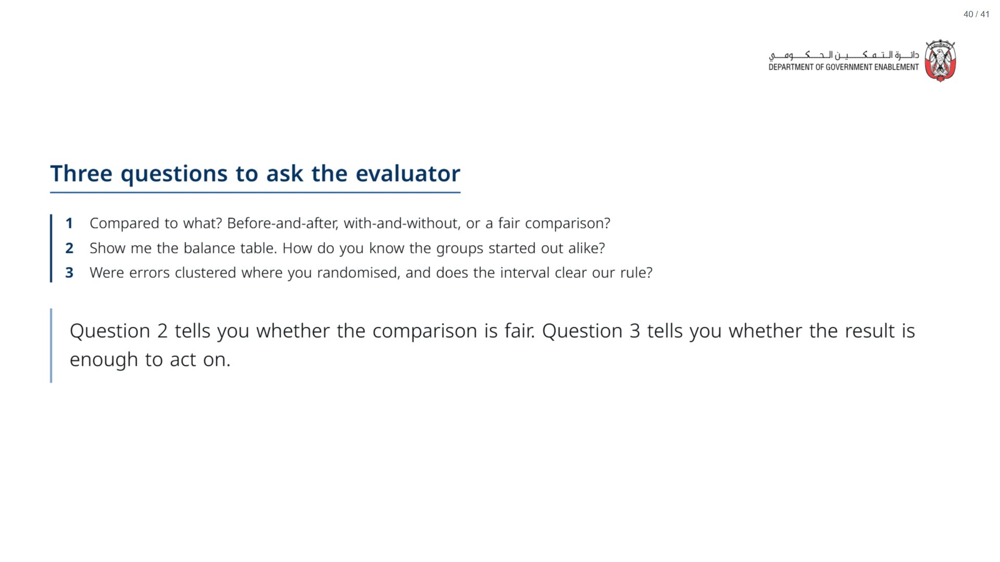 40 / 41
دائرة التمكين الحكومي
DEPARTMENT OF GOVERNMENT ENABLEMENT
Three questions to ask the evaluator
1 Compared to what? Before-and-after, with-and-without, or a fair comparison?
2 Show me the balance table. How do you know the groups started out alike?
3 Were errors clustered where you randomised, and does the interval clear our rule?
Question 2 tells you whether the comparison is fair. Question 3 tells you whether the result is
enough to act on.